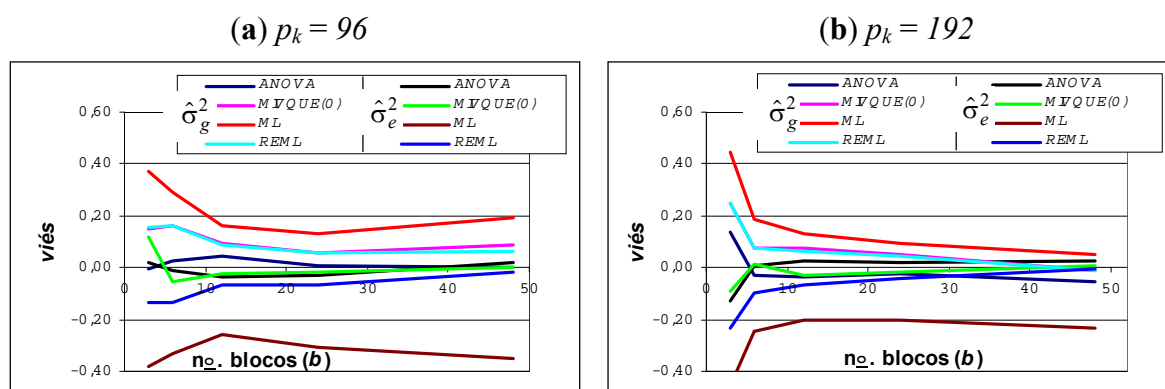 (a) pₖ = 96
ANOVA ANOVA
σ̂²g MIVQUE(0) σ̂²e MIVQUE(0)
ML ML
REML REML
0,60
0,40
0,20
0,00
-0,20
-0,40
viés
0 10 20 30 40 50
nº. blocos (b)
(b) pₖ = 192
ANOVA ANOVA
σ̂²g MIVQUE(0) σ̂²e MIVQUE(0)
ML ML
REML REML
0,60
0,40
0,20
0,00
-0,20
-0,40
viés
0 10 20 30 40 50
nº. blocos (b)